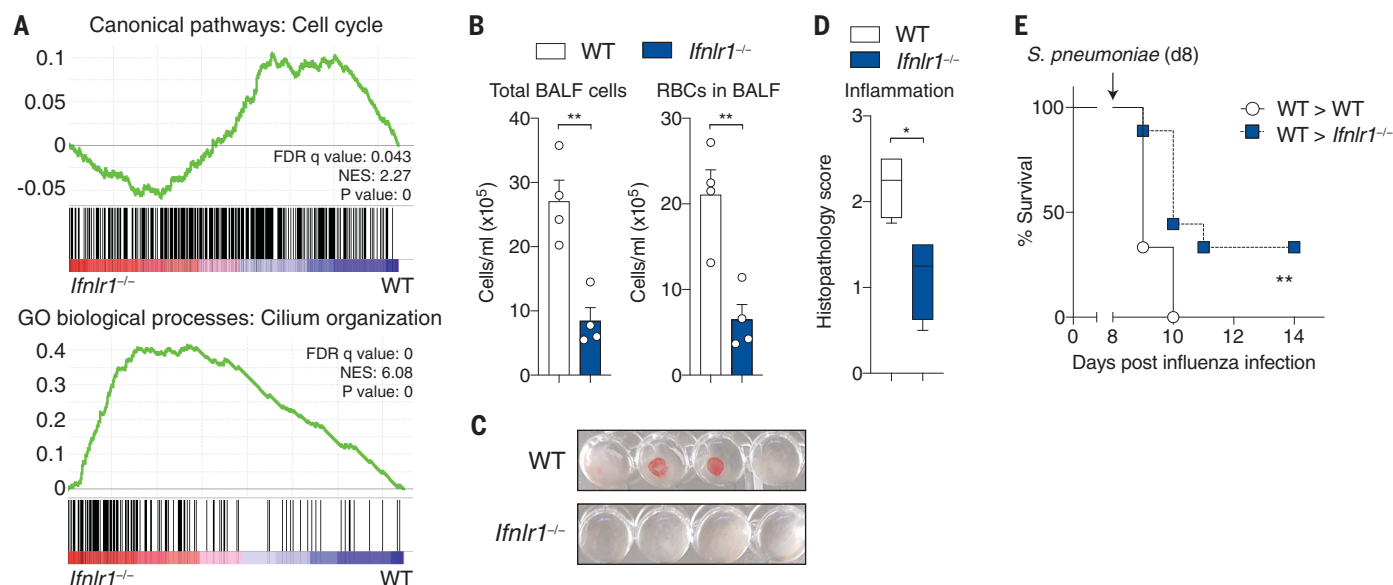 A
Canonical pathways: Cell cycle
0.1
0.05
0
-0.05
FDR q value: 0.043
NES: 2.27
P value: 0
Ifnlr1–/–
WT
GO biological processes: Cilium organization
0.4
0.3
0.2
0.1
0
FDR q value: 0
NES: 6.08
P value: 0
Ifnlr1–/–
WT
B
WT
Ifnlr1–/–
Total BALF cells
Cells/ml (x10⁵)
40
30
20
10
0
**
RBCs in BALF
Cells/ml (x10⁵)
30
20
10
0
**
C
WT
Ifnlr1–/–
D
WT
Ifnlr1–/–
Inflammation
Histopathology score
3
2
1
0
*
E
S. pneumoniae (d8)
WT > WT
WT > Ifnlr1–/–
% Survival
100
50
0
**
0 8 10 12 14
Days post influenza infection